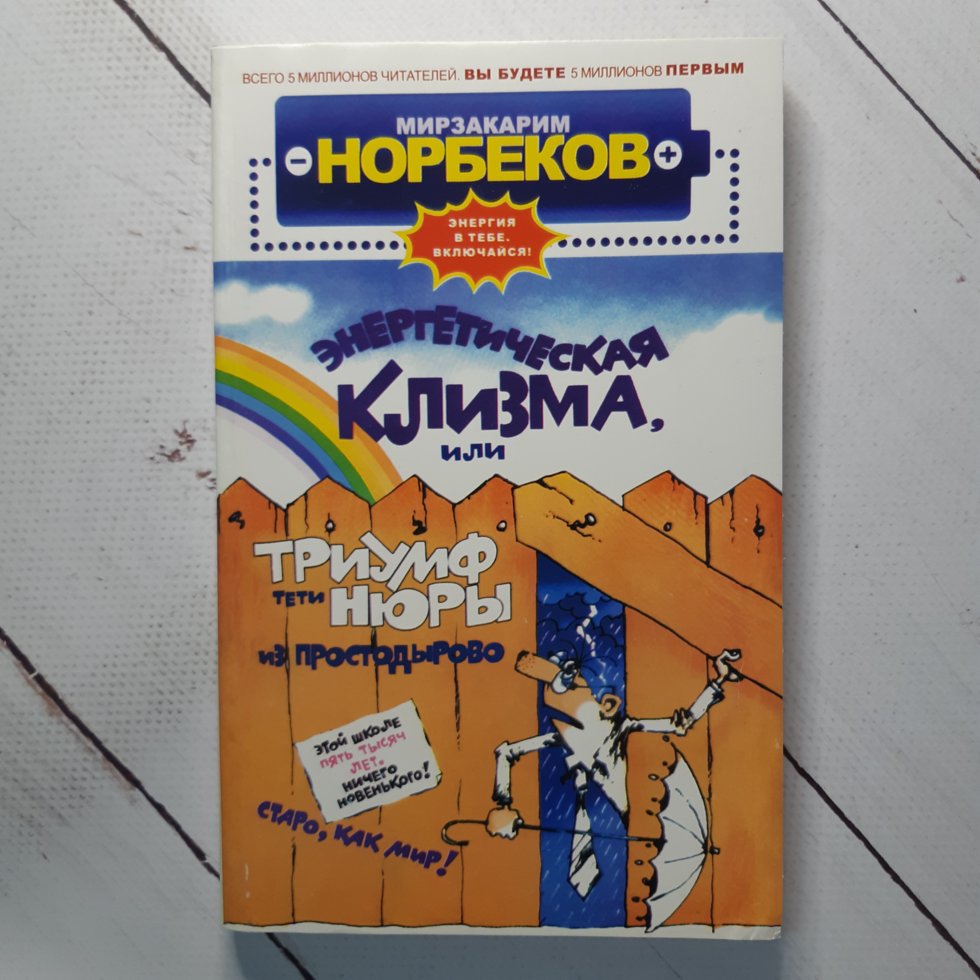 ВСЕГО 5 МИЛЛИОНОВ ЧИТАТЕЛЕЙ. ВЫ БУДЕТЕ 5 МИЛЛИОНОВ ПЕРВЫМ
МИРЗАКАРИМ
- НОРБЕКОВ +
ЭНЕРГИЯ
В ТЕБЕ.
ВКЛЮЧАЙСЯ!
ЭНЕРГЕТИЧЕСКАЯ
КЛИЗМА,
ИЛИ
ТРИУМФ
ТЕТИ НЮРЫ
ИЗ ПРОСТОДЫРОВО
ЭТОЙ ШКОЛЕ
ПЯТЬ ТЫСЯЧ
ЛЕТ.
НИЧЕГО
НОВЕНЬКОГО!
СТАРО, КАК МИР!